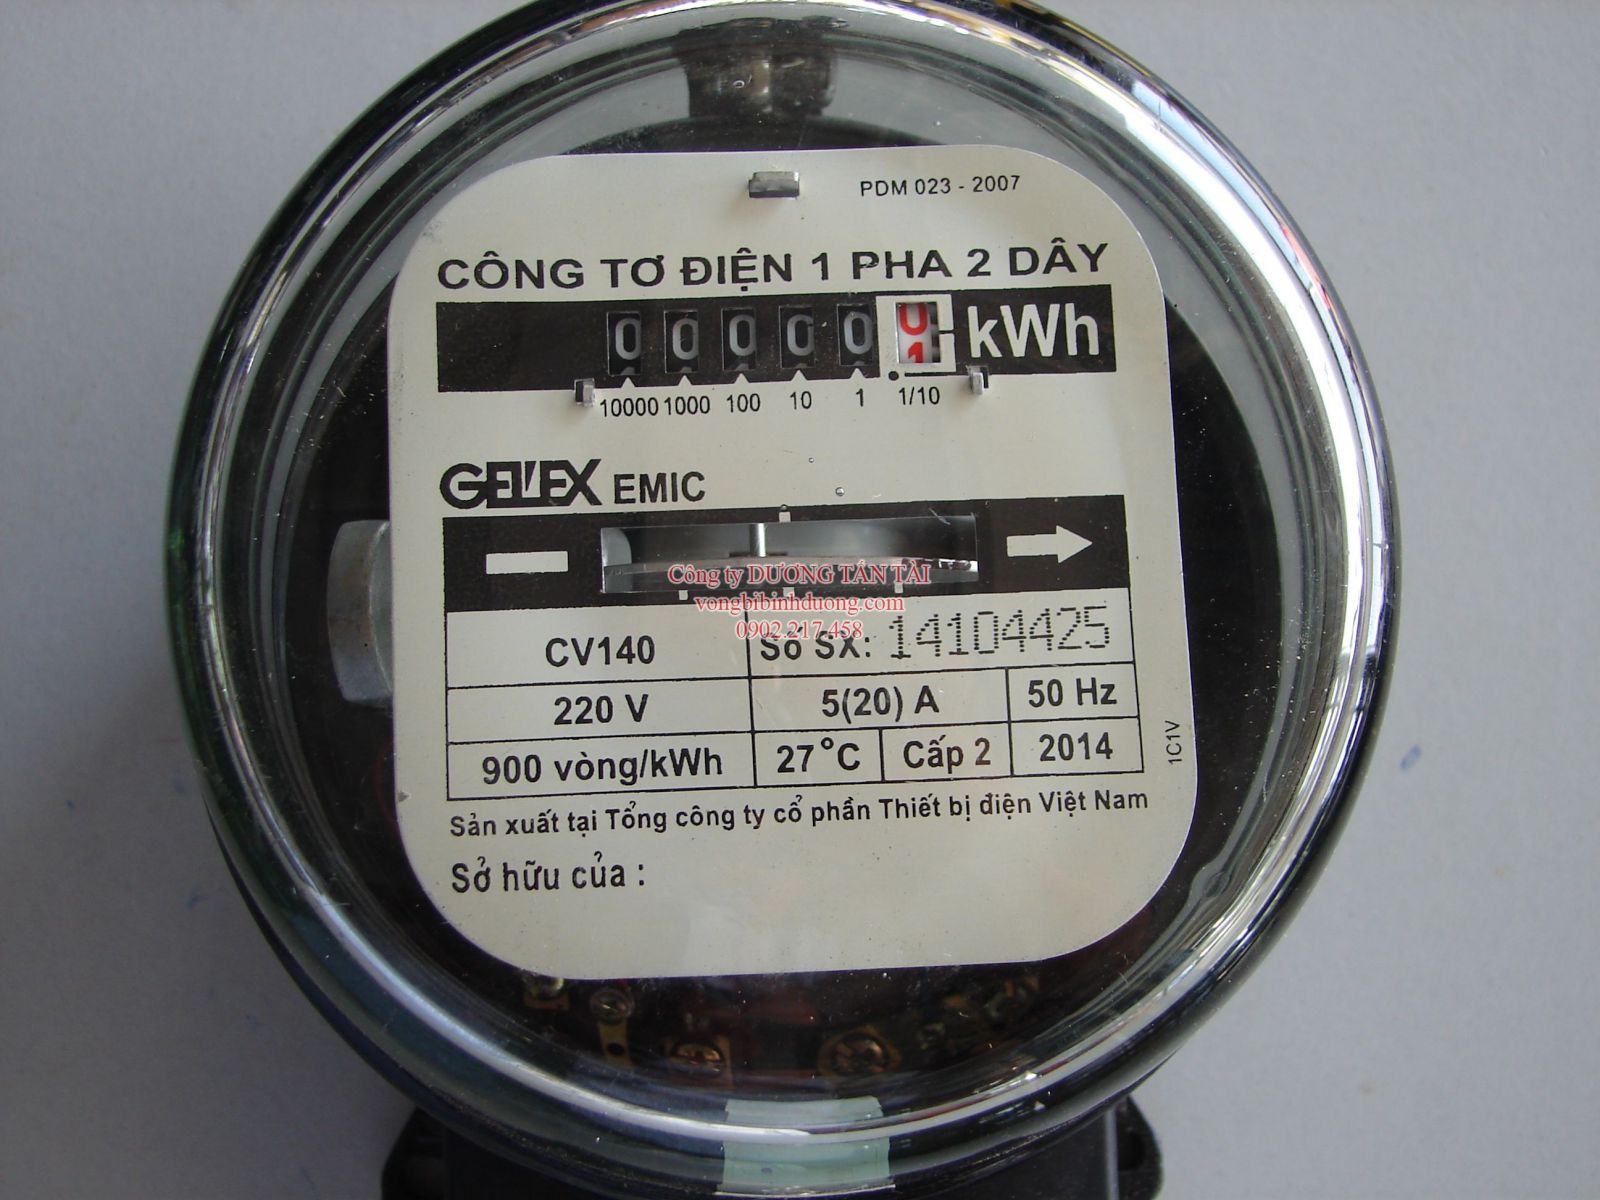 PDM 023 - 2007
CÔNG TƠ ĐIỆN 1 PHA 2 DÂY
0 0 0 0 0 0 1 kWh
10000 1000 100 10 1 1/10
GELEX EMIC
Công ty DƯƠNG TẤN TÀI
vongbibinhduong.com
0902.217.458
CV140 Số SX: 14104425
220 V 5(20) A 50 Hz
900 vòng/kWh 27°C Cấp 2 2014
1C1V
Sản xuất tại Tổng công ty cổ phần Thiết bị điện Việt Nam
Sở hữu của :